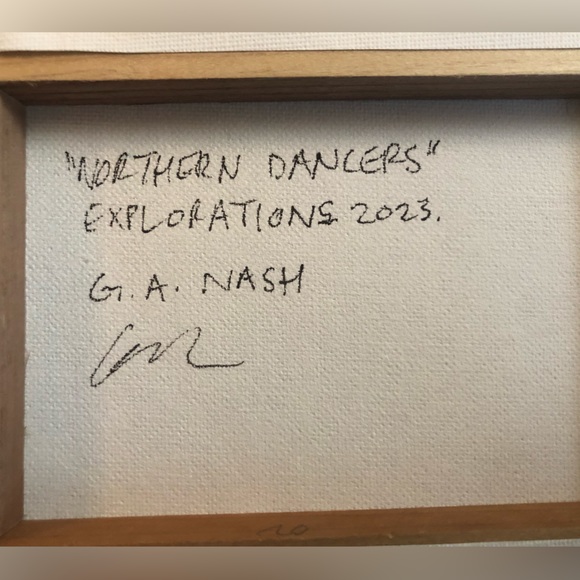 "NORTHERN DANCERS"
EXPLORATIONS 2023.
G. A. NASH